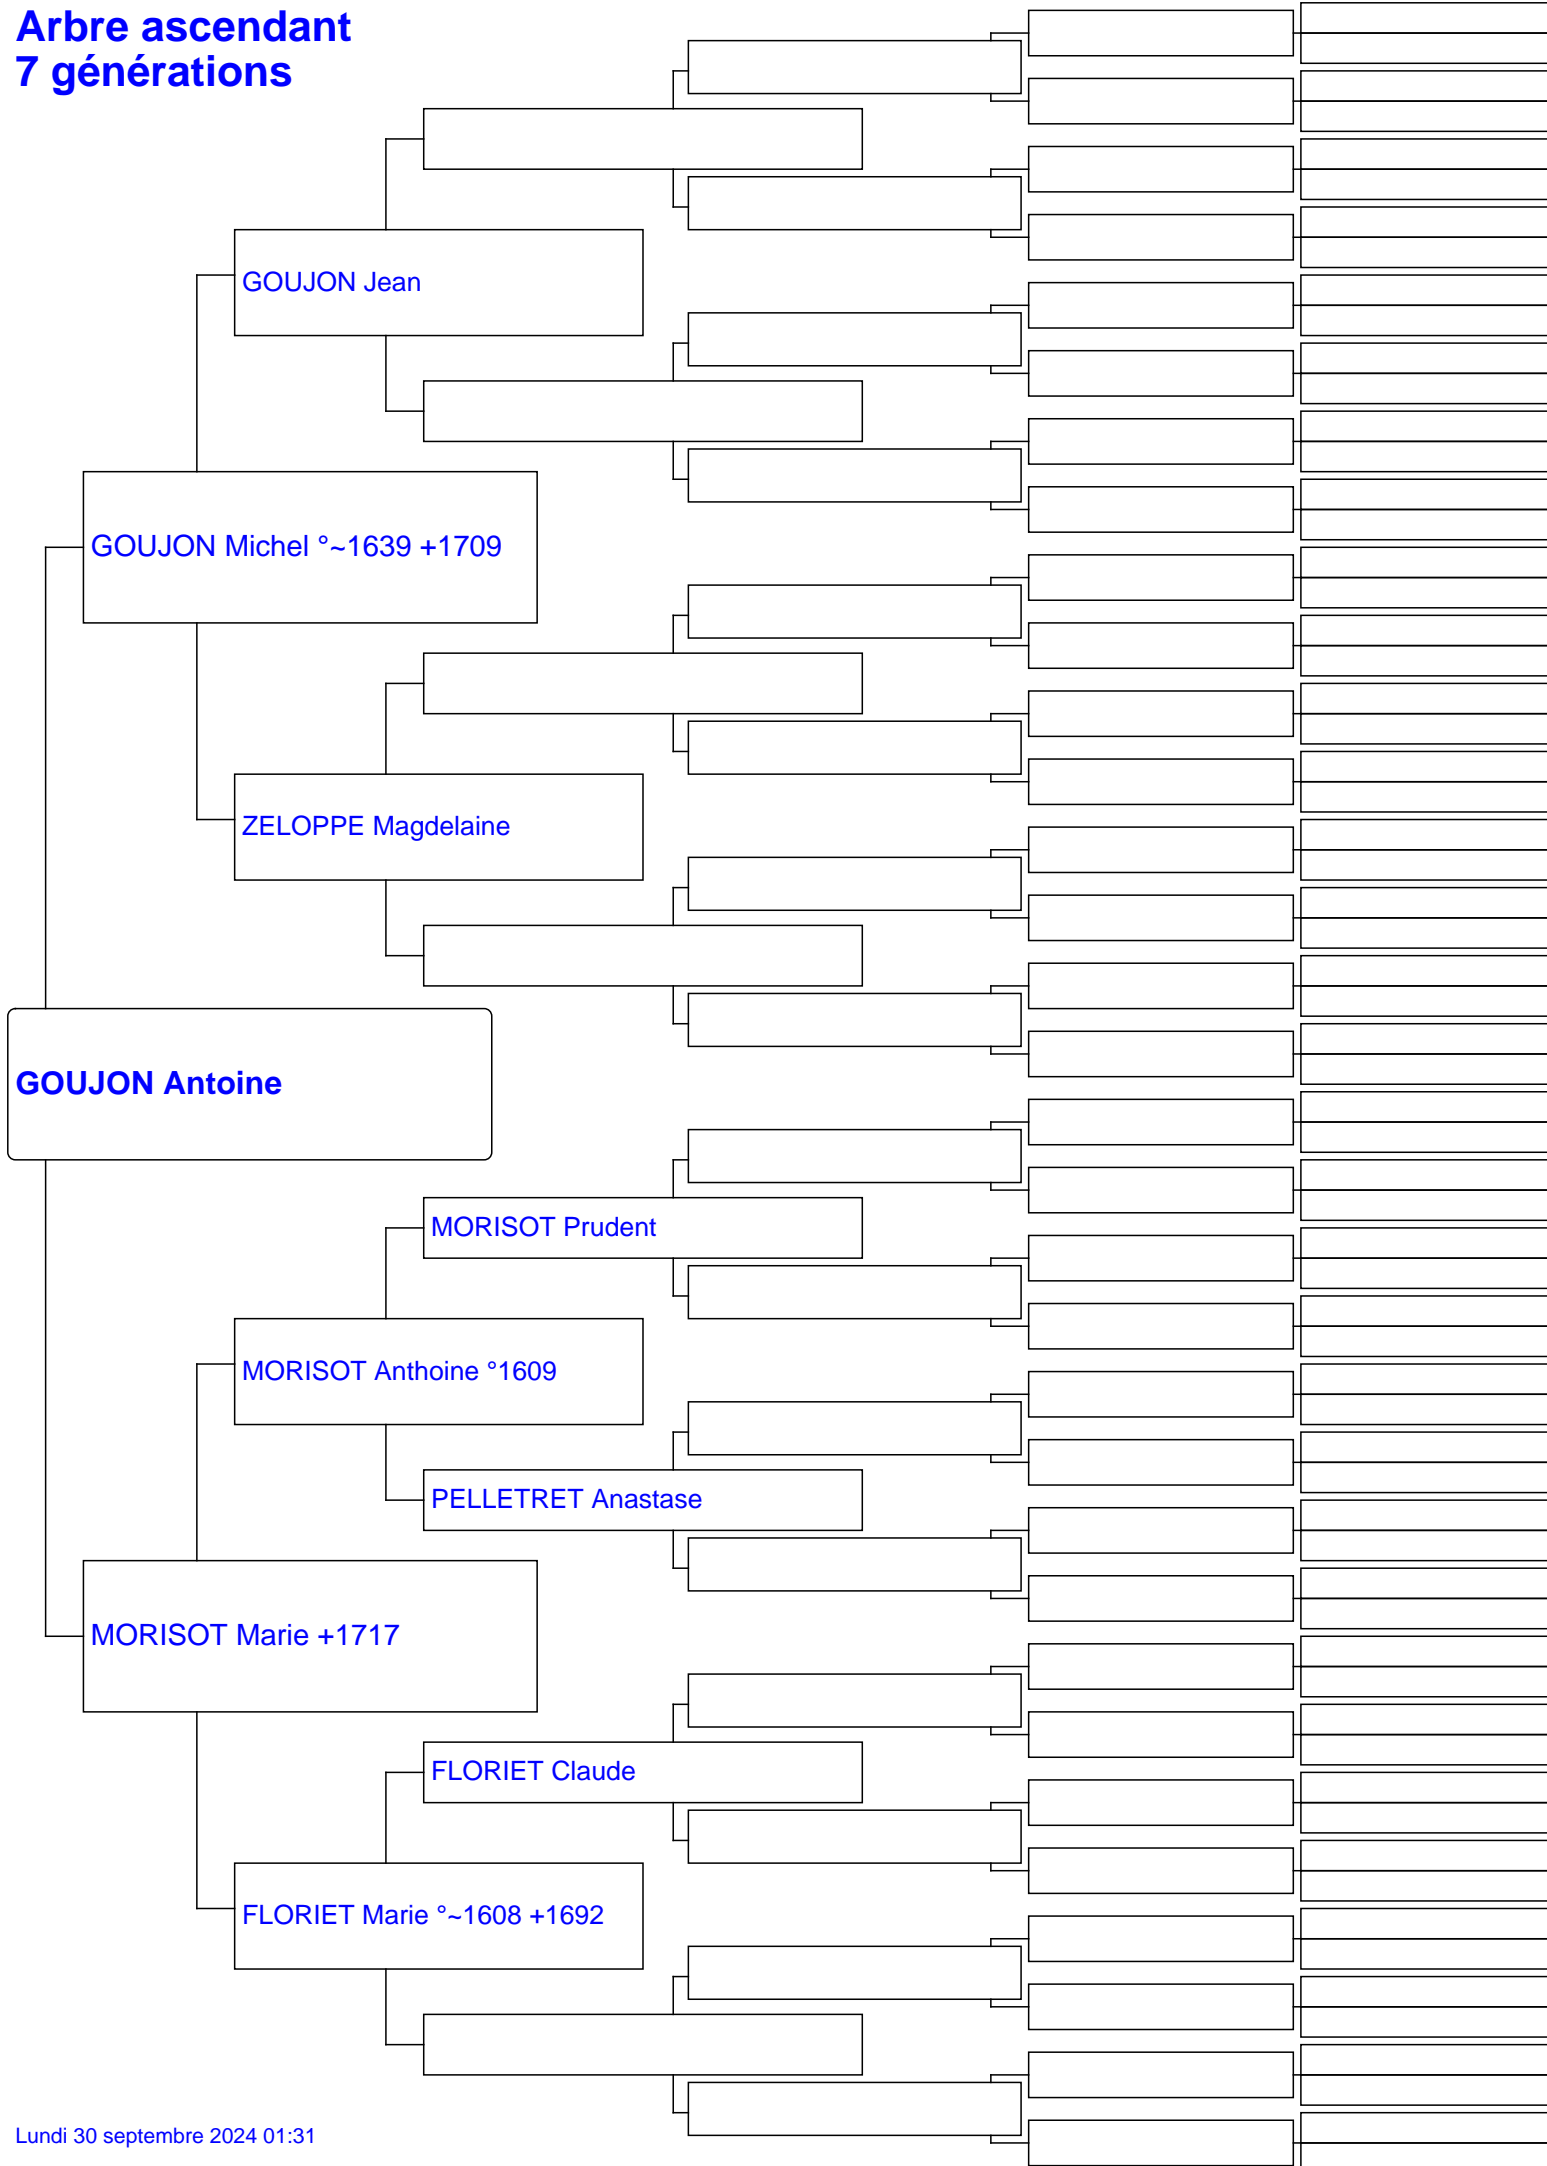 Arbre ascendant
7 générations
GOUJON Jean
GOUJON Michel °~1639 +1709
ZELOPPE Magdelaine
GOUJON Antoine
MORISOT Prudent
MORISOT Anthoine °1609
PELLETRET Anastase
MORISOT Marie +1717
FLORIET Claude
FLORIET Marie °~1608 +1692
Lundi 30 septembre 2024 01:31